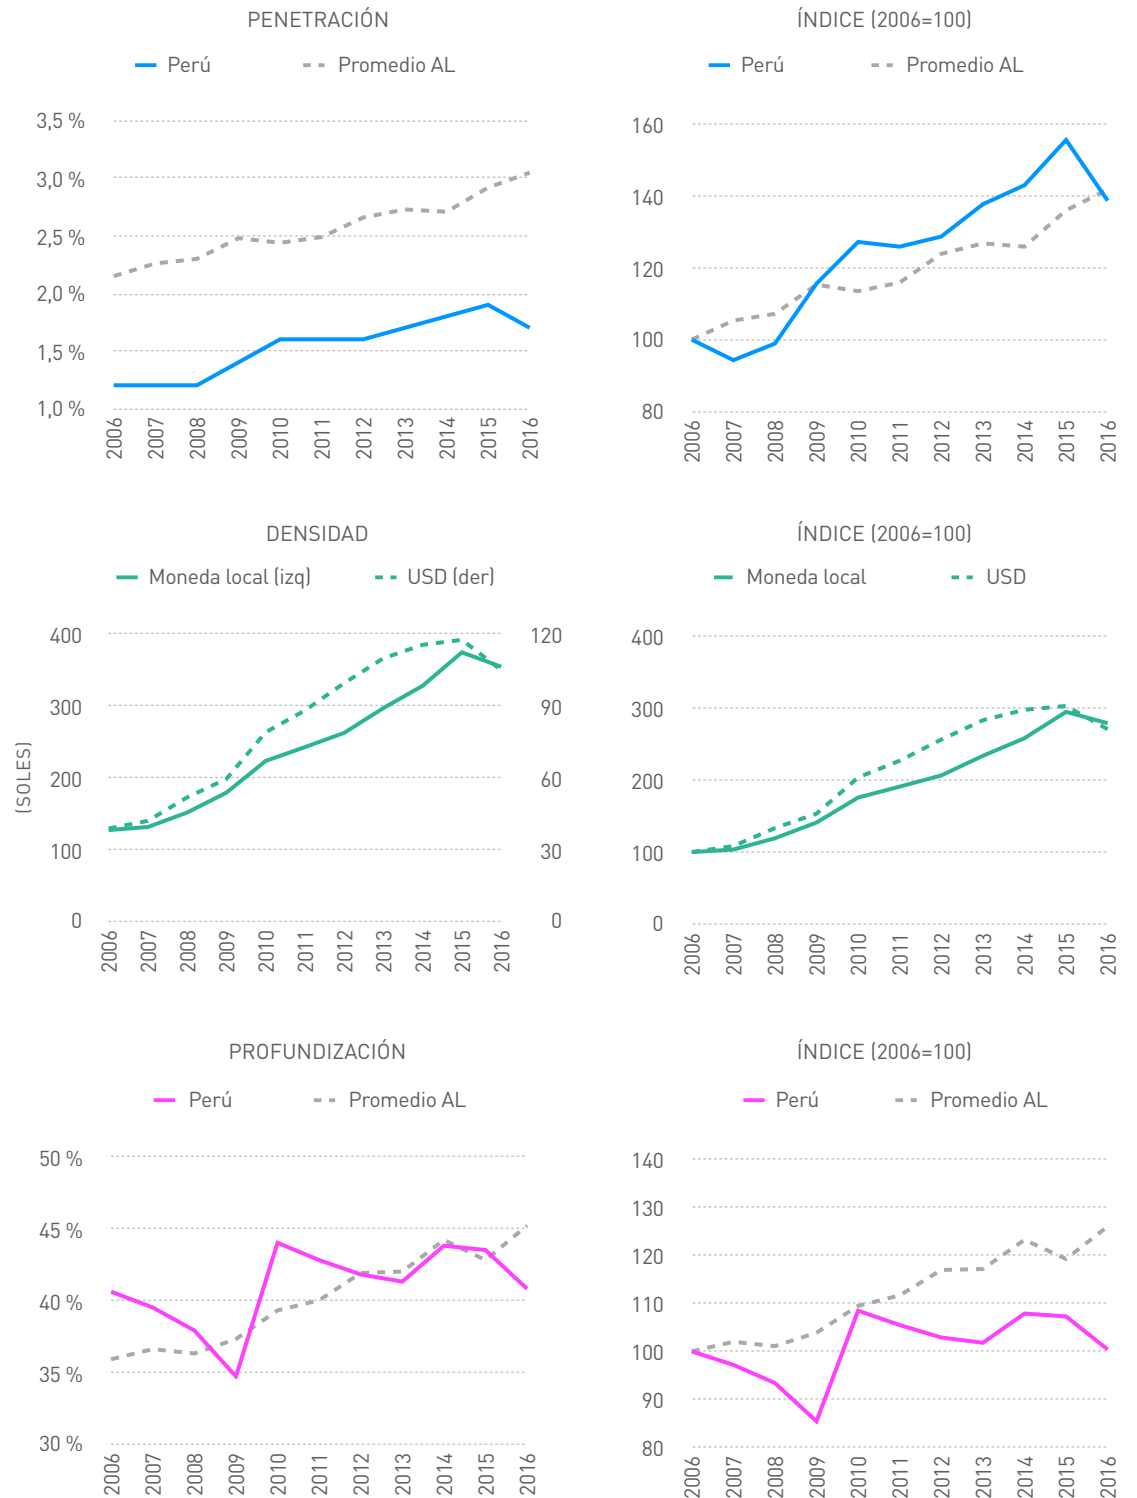 PENETRACIÓN
Perú Promedio AL
3,5 %
3,0 %
2,5 %
2,0 %
1,5 %
1,0 %
2006 2007 2008 2009 2010 2011 2012 2013 2014 2015 2016
ÍNDICE (2006=100)
Perú Promedio AL
160
140
120
100
80
2006 2007 2008 2009 2010 2011 2012 2013 2014 2015 2016
DENSIDAD
Moneda local (izq) USD (der)
(SOLES)
400 120
300 90
200 60
100 30
0 0
2006 2007 2008 2009 2010 2011 2012 2013 2014 2015 2016
ÍNDICE (2006=100)
Moneda local USD
400
300
200
100
0
2006 2007 2008 2009 2010 2011 2012 2013 2014 2015 2016
PROFUNDIZACIÓN
Perú Promedio AL
50 %
45 %
40 %
35 %
30 %
2006 2007 2008 2009 2010 2011 2012 2013 2014 2015 2016
ÍNDICE (2006=100)
Perú Promedio AL
140
130
120
110
100
90
80
2006 2007 2008 2009 2010 2011 2012 2013 2014 2015 2016